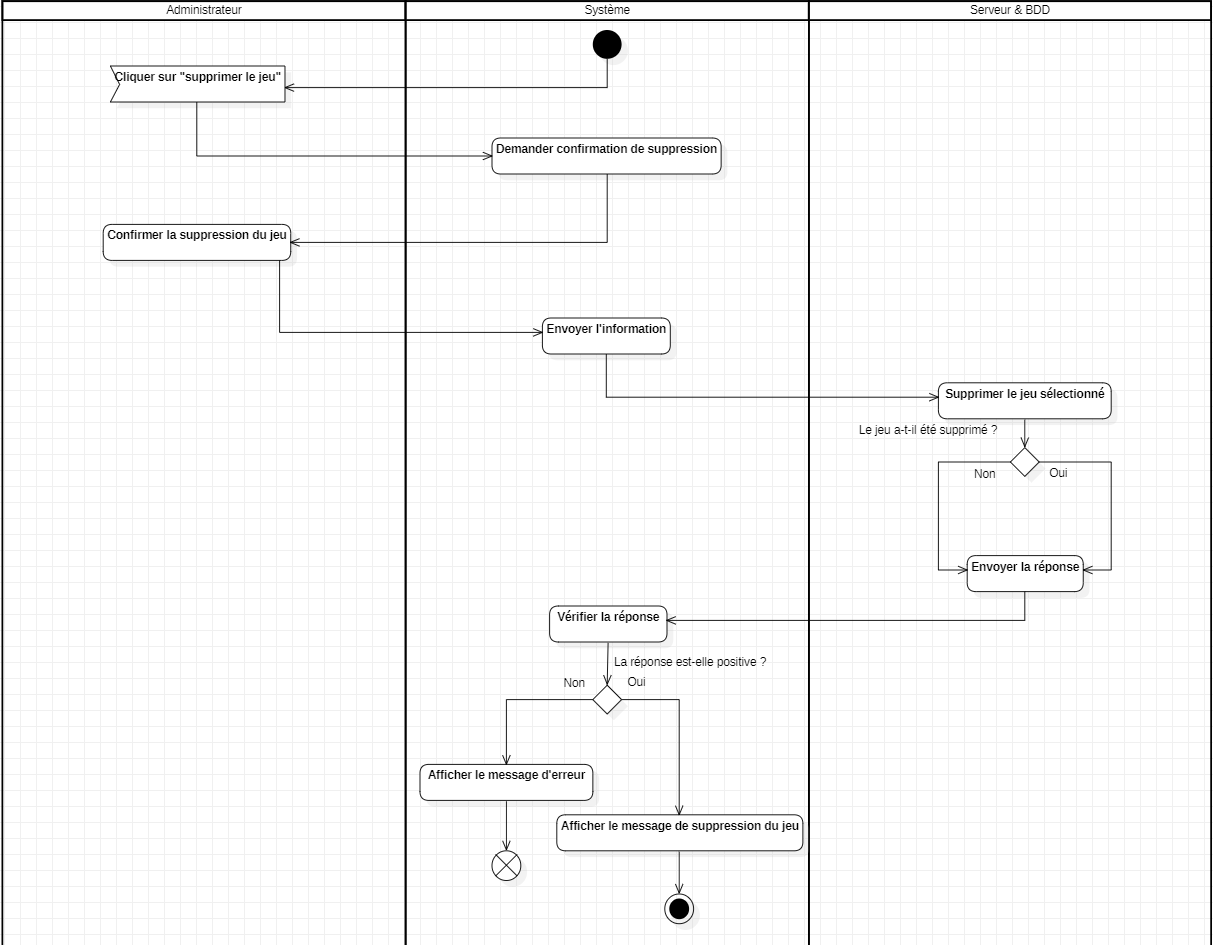 Administrateur
Système
Serveur & BDD
Cliquer sur "supprimer le jeu"
Demander confirmation de suppression
Confirmer la suppression du jeu
Envoyer l'information
Supprimer le jeu sélectionné
Le jeu a-t-il été supprimé ?
Non
Oui
Envoyer la réponse
Vérifier la réponse
La réponse est-elle positive ?
Non
Oui
Afficher le message d'erreur
Afficher le message de suppression du jeu